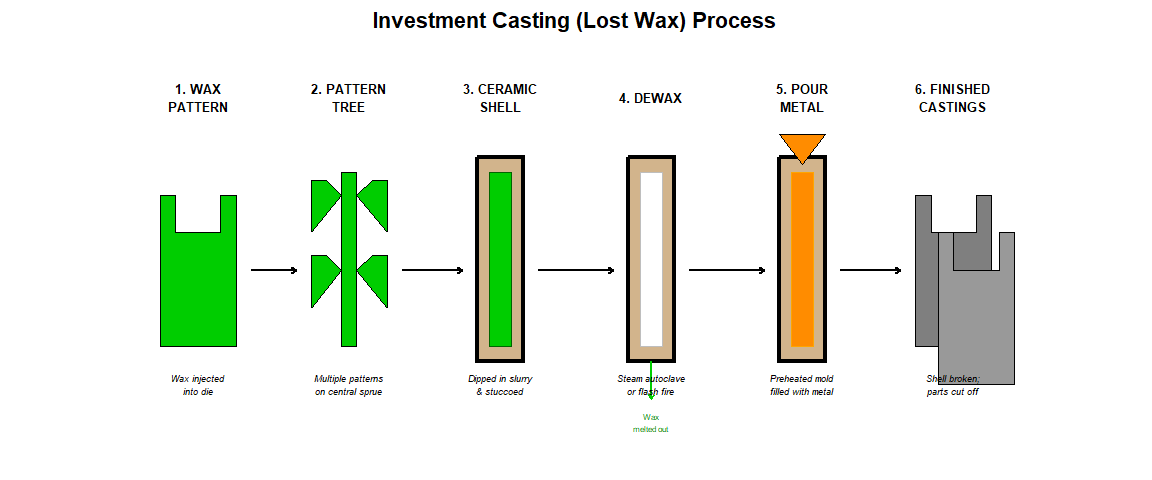 Investment Casting (Lost Wax) Process
1. WAX
PATTERN
2. PATTERN
TREE
3. CERAMIC
SHELL
4. DEWAX
5. POUR
METAL
6. FINISHED
CASTINGS
Wax injected
into die
Multiple patterns
on central sprue
Dipped in slurry
& stuccoed
Steam autoclave
or flash fire
Wax
melted out
Preheated mold
filled with metal
Shell broken;
parts cut off